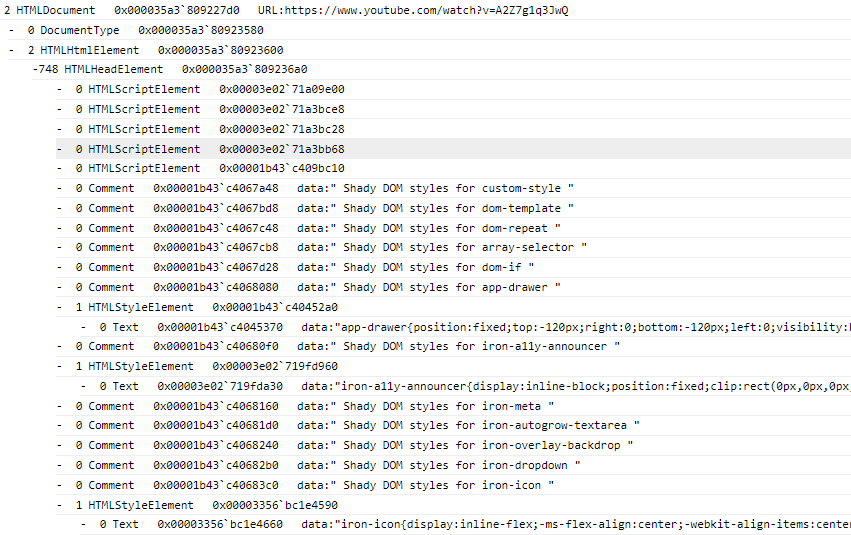 2 HTMLDocument 0x000035a3`809227d0 URL:https://www.youtube.com/watch?v=A2Z7g1q3JwQ
- 0 DocumentType 0x000035a3`80923580
- 2 HTMLHtmlElement 0x000035a3`80923600
-748 HTMLHeadElement 0x000035a3`809236a0
- 0 HTMLScriptElement 0x00003e02`71a09e00
- 0 HTMLScriptElement 0x00003e02`71a3bce8
- 0 HTMLScriptElement 0x00003e02`71a3bc28
- 0 HTMLScriptElement 0x00003e02`71a3bb68
- 0 HTMLScriptElement 0x00001b43`c409bc10
- 0 Comment 0x00001b43`c4067a48 data:" Shady DOM styles for custom-style "
- 0 Comment 0x00001b43`c4067bd8 data:" Shady DOM styles for dom-template "
- 0 Comment 0x00001b43`c4067c48 data:" Shady DOM styles for dom-repeat "
- 0 Comment 0x00001b43`c4067cb8 data:" Shady DOM styles for array-selector "
- 0 Comment 0x00001b43`c4067d28 data:" Shady DOM styles for dom-if "
- 0 Comment 0x00001b43`c4068080 data:" Shady DOM styles for app-drawer "
- 1 HTMLStyleElement 0x00001b43`c40452a0
- 0 Text 0x00001b43`c4045370 data:"app-drawer{position:fixed;top:-120px;right:0;bottom:-120px;left:0;visibility:
- 0 Comment 0x00001b43`c40680f0 data:" Shady DOM styles for iron-a11y-announcer "
- 1 HTMLStyleElement 0x00003e02`719fd960
- 0 Text 0x00003e02`719fda30 data:"iron-a11y-announcer{display:inline-block;position:fixed;clip:rect(0px,0px,0px,
- 0 Comment 0x00001b43`c4068160 data:" Shady DOM styles for iron-meta "
- 0 Comment 0x00001b43`c40681d0 data:" Shady DOM styles for iron-autogrow-textarea "
- 0 Comment 0x00001b43`c4068240 data:" Shady DOM styles for iron-overlay-backdrop "
- 0 Comment 0x00001b43`c40682b0 data:" Shady DOM styles for iron-dropdown "
- 0 Comment 0x00001b43`c40683c0 data:" Shady DOM styles for iron-icon "
- 1 HTMLStyleElement 0x00003356`bc1e4590
- 0 Text 0x00003356`bc1e4660 data:"iron-icon{display:inline-flex;-ms-flex-align:center;-webkit-align-items:cente